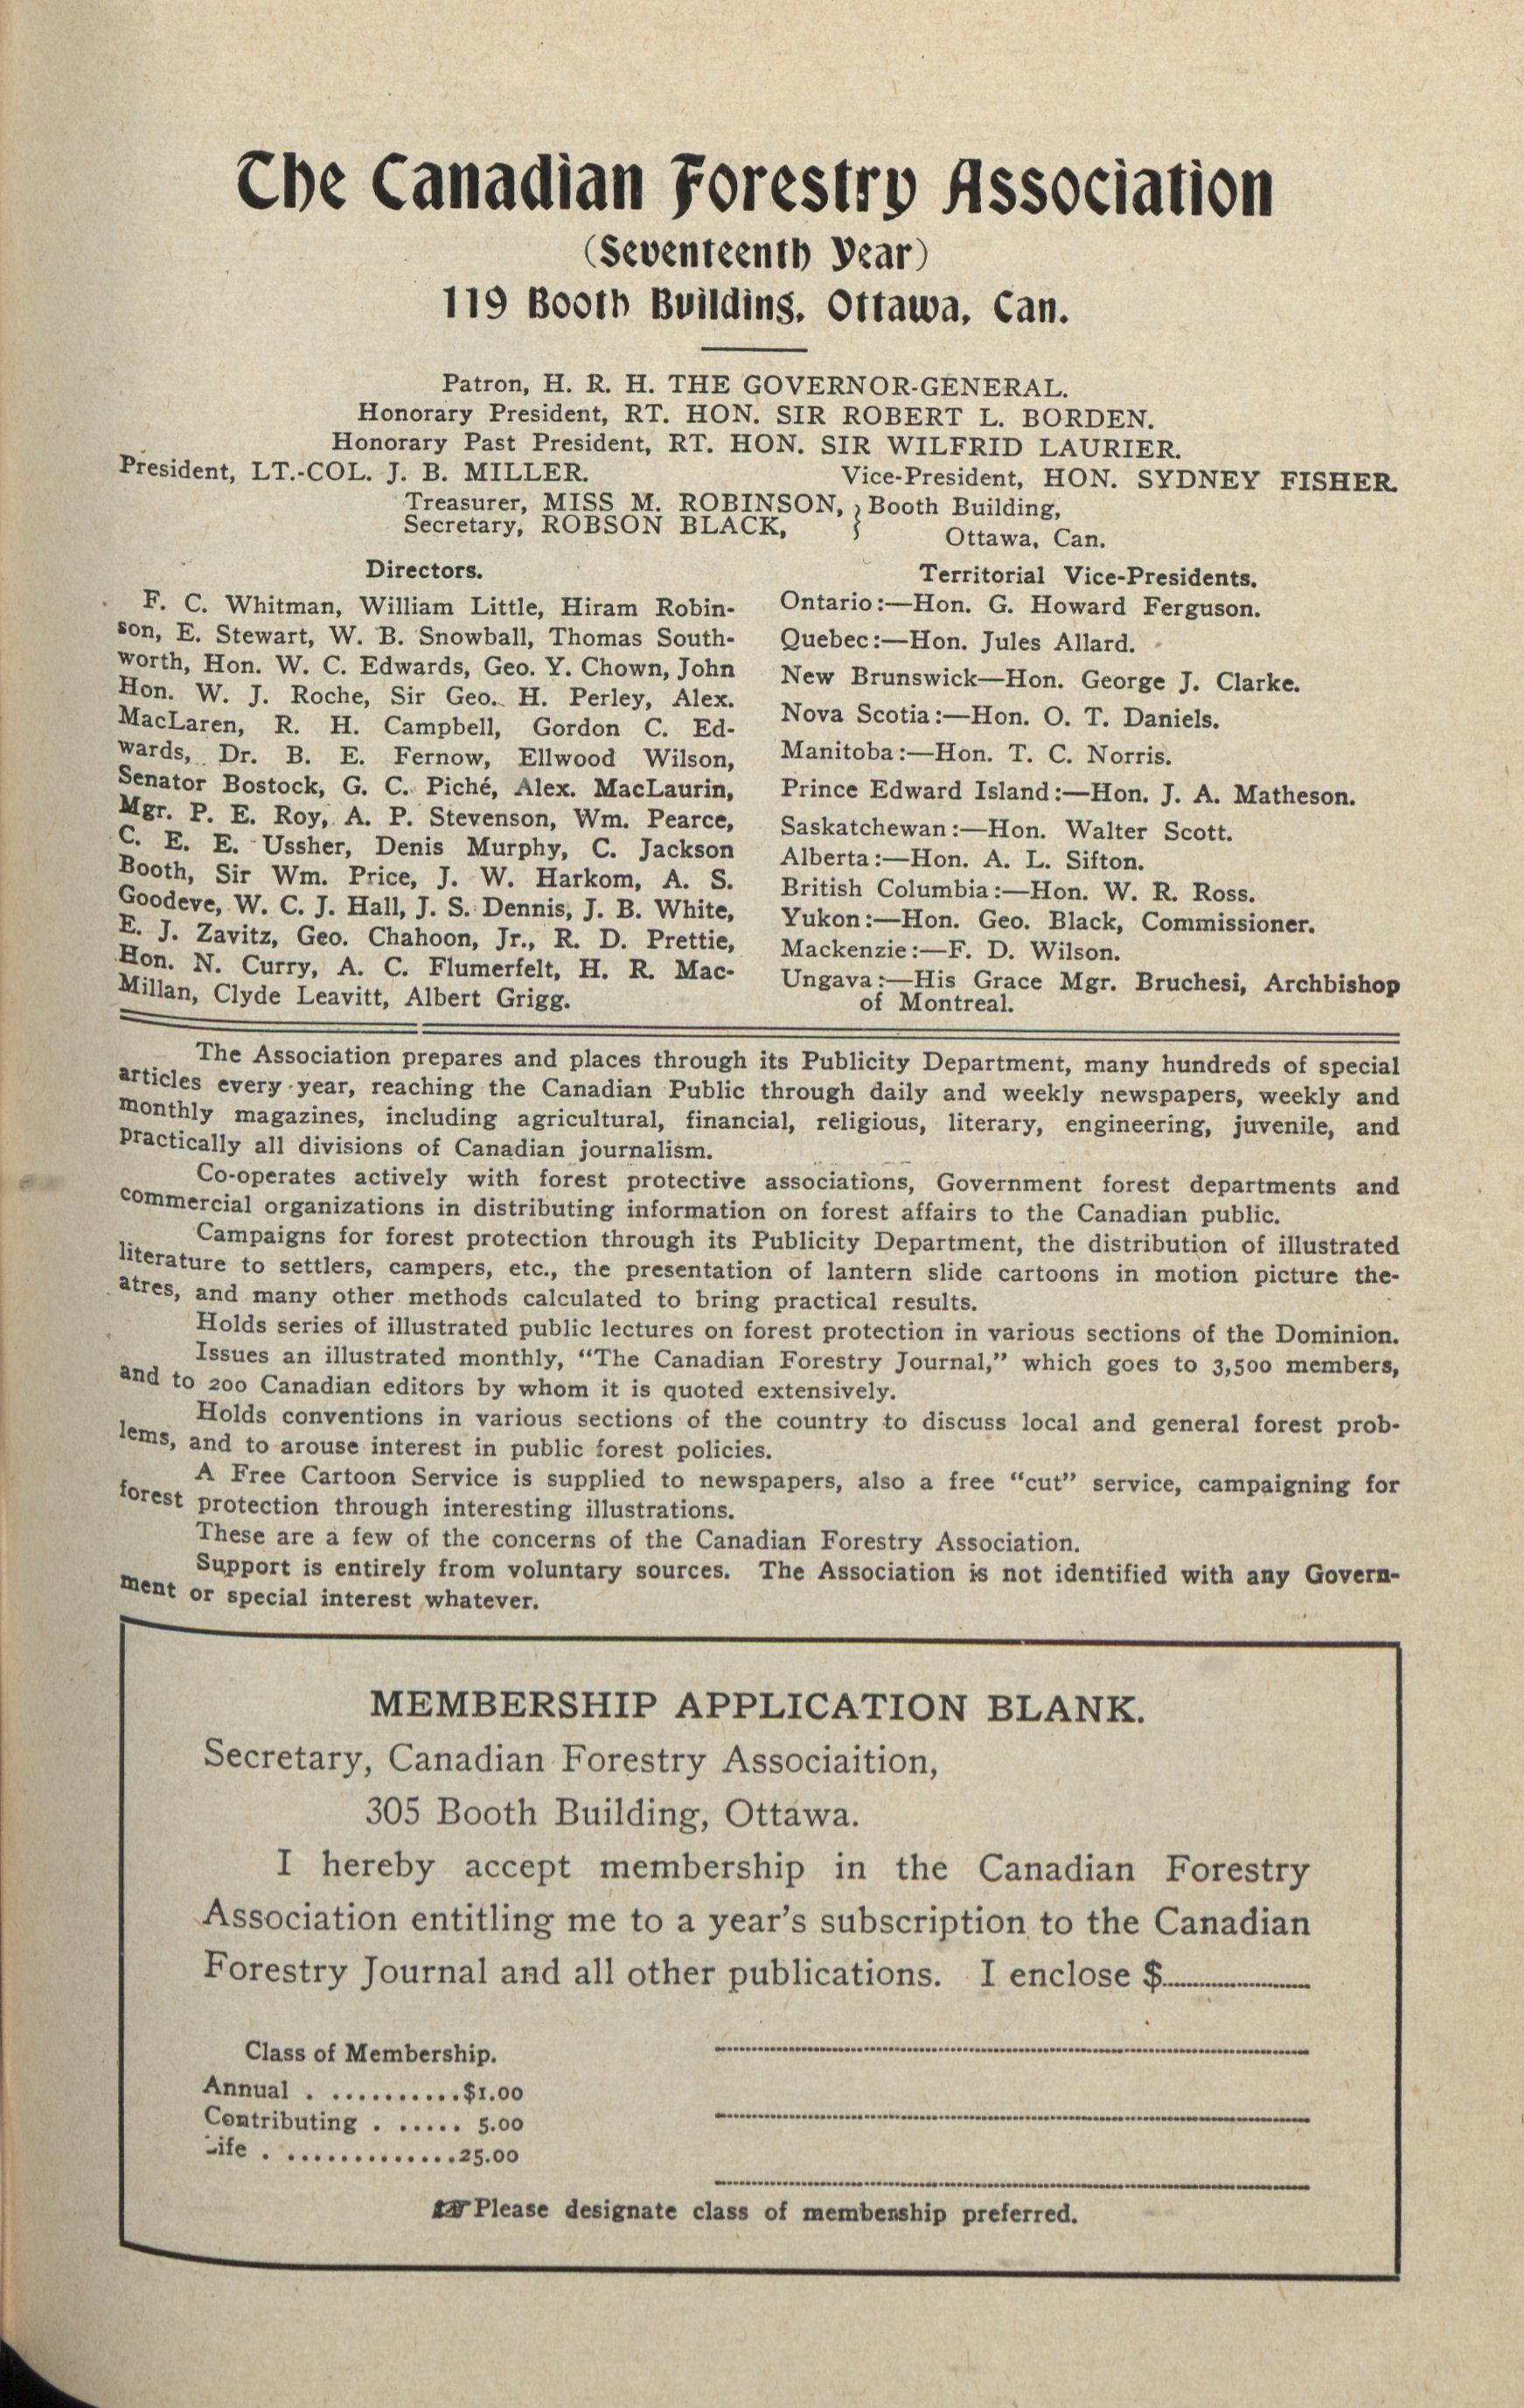 The Canadian Forestry Association
(Seventeenth Year)
119 Booth Building, Ottawa, Can.
Patron, H. R. H. THE GOVERNOR-GENERAL.
Honorary President, RT. HON. SIR ROBERT L. BORDEN.
Honorary Past President, RT. HON. SIR WILFRID LAURIER.
President, LT.-COL. J. B. MILLER. Vice-President, HON. SYDNEY FISHER.
Treasurer, MISS M. ROBINSON, } Booth Building,
Secretary, ROBSON BLACK, Ottawa, Can.
Directors.
F. C. Whitman, William Little, Hiram Robin-
son, E. Stewart, W. B. Snowball, Thomas South-
worth, Hon. W. C. Edwards, Geo. Y. Chown, John
Hon. W. J. Roche, Sir Geo. H. Perley, Alex.
MacLaren, R. H. Campbell, Gordon C. Ed-
wards, Dr. B. E. Fernow, Ellwood Wilson,
Senator Bostock, G. C. Piché, Alex. MacLaurin,
Mgr. P. E. Roy, A. P. Stevenson, Wm. Pearce,
C. E. E. Ussher, Denis Murphy, C. Jackson
Booth, Sir Wm. Price, J. W. Harkom, A. S.
Goodeve, W. C. J. Hall, J. S. Dennis, J. B. White,
E. J. Zavitz, Geo. Chahoon, Jr., R. D. Prettie,
Hon. N. Curry, A. C. Flumerfelt, H. R. Mac-
Millan, Clyde Leavitt, Albert Grigg.
Territorial Vice-Presidents.
Ontario:—Hon. G. Howard Ferguson.
Quebec:—Hon. Jules Allard.
New Brunswick—Hon. George J. Clarke.
Nova Scotia:—Hon. O. T. Daniels.
Manitoba:—Hon. T. C. Norris.
Prince Edward Island:—Hon. J. A. Matheson.
Saskatchewan:—Hon. Walter Scott.
Alberta:—Hon. A. L. Sifton.
British Columbia:—Hon. W. R. Ross.
Yukon:—Hon. Geo. Black, Commissioner.
Mackenzie:—F. D. Wilson.
Ungava:—His Grace Mgr. Bruchesi, Archbishop
of Montreal.
The Association prepares and places through its Publicity Department, many hundreds of special
articles every year, reaching the Canadian Public through daily and weekly newspapers, weekly and
monthly magazines, including agricultural, financial, religious, literary, engineering, juvenile, and
practically all divisions of Canadian journalism.
Co-operates actively with forest protective associations, Government forest departments and
commercial organizations in distributing information on forest affairs to the Canadian public.
Campaigns for forest protection through its Publicity Department, the distribution of illustrated
literature to settlers, campers, etc., the presentation of lantern slide cartoons in motion picture the-
atres, and many other methods calculated to bring practical results.
Holds series of illustrated public lectures on forest protection in various sections of the Dominion.
Issues an illustrated monthly, "The Canadian Forestry Journal," which goes to 3,500 members,
and to 200 Canadian editors by whom it is quoted extensively.
Holds conventions in various sections of the country to discuss local and general forest prob-
lems, and to arouse interest in public forest policies.
A Free Cartoon Service is supplied to newspapers, also a free "cut" service, campaigning for
forest protection through interesting illustrations.
These are a few of the concerns of the Canadian Forestry Association.
Support is entirely from voluntary sources. The Association is not identified with any Govern-
ment or special interest whatever.
MEMBERSHIP APPLICATION BLANK.
Secretary, Canadian Forestry Associaition,
305 Booth Building, Ottawa.
I hereby accept membership in the Canadian Forestry
Association entitling me to a year's subscription to the Canadian
Forestry Journal and all other publications. I enclose $..............
Class of Membership.
Annual . ..........$1.00
Contributing . ..... 5.00
Life . .............25.00
☞Please designate class of membership preferred.